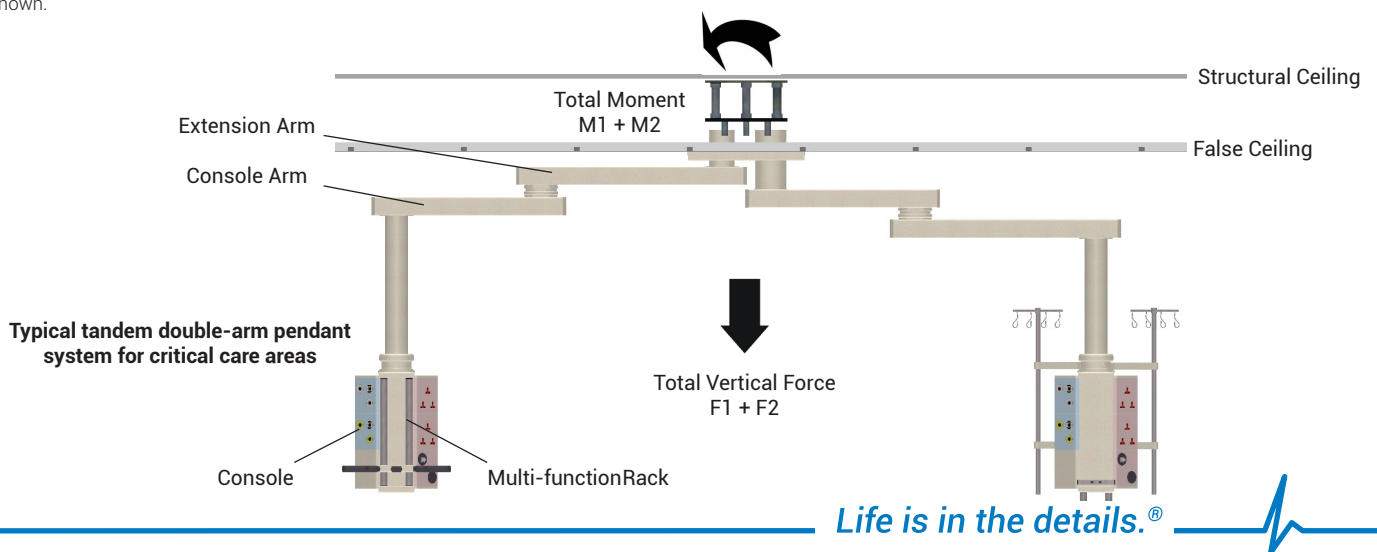 nown.
Structural Ceiling
Total Moment
M1 + M2
Extension Arm
False Ceiling
Console Arm
Typical tandem double-arm pendant
system for critical care areas
Total Vertical Force
F1 + F2
Console
Multi-functionRack
Life is in the details.®